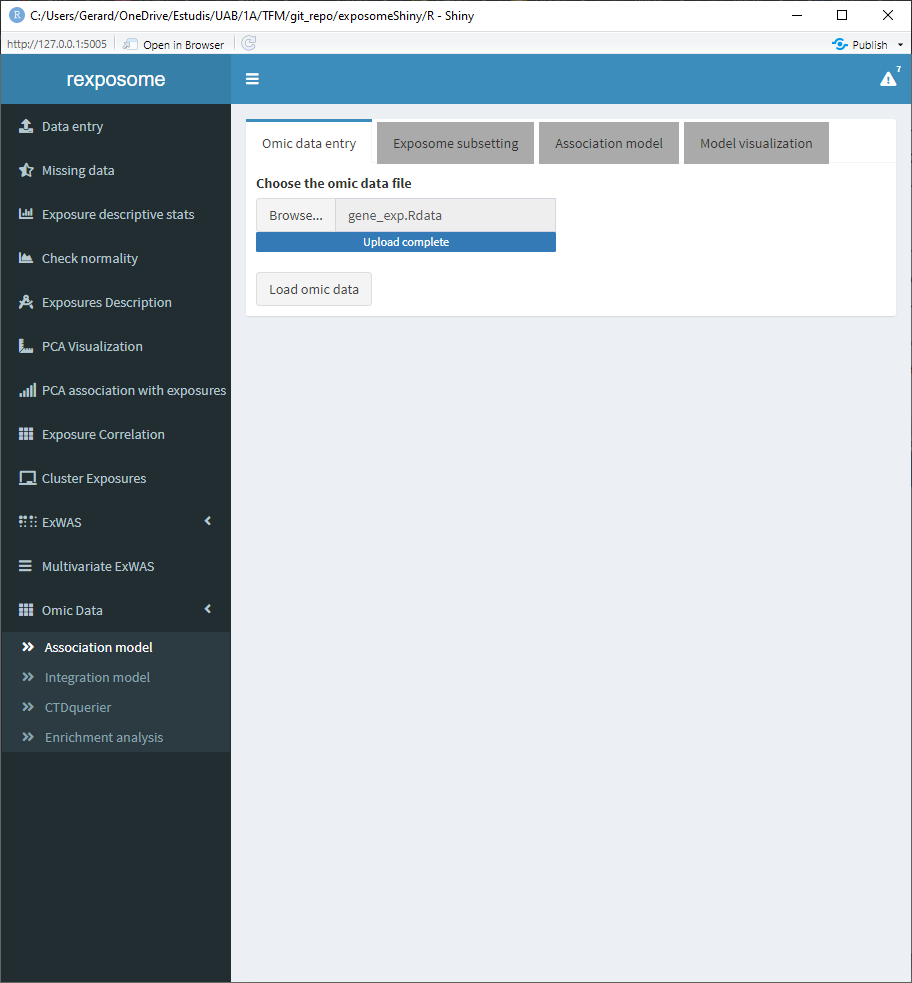 C:/Users/Gerard/OneDrive/Estudis/UAB/1A/TFM/git_repo/exposomeShiny/R - Shiny
http://127.0.0.1:5005 Open in Browser Publish
rexposome 7
Data entry
Missing data
Exposure descriptive stats
Check normality
Exposures Description
PCA Visualization
PCA association with exposures
Exposure Correlation
Cluster Exposures
ExWAS
Multivariate ExWAS
Omic Data
Association model
Integration model
CTDquerier
Enrichment analysis
Omic data entry Exposome subsetting Association model Model visualization
Choose the omic data file
Browse... gene_exp.Rdata
Upload complete
Load omic data